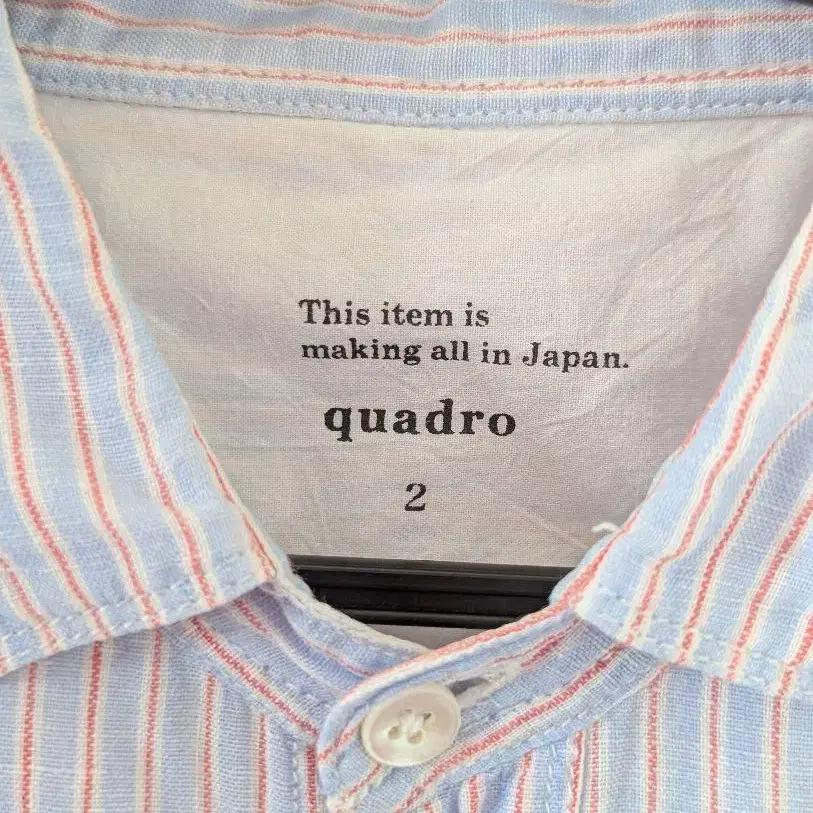 This item is
making all in Japan.
quadro
2